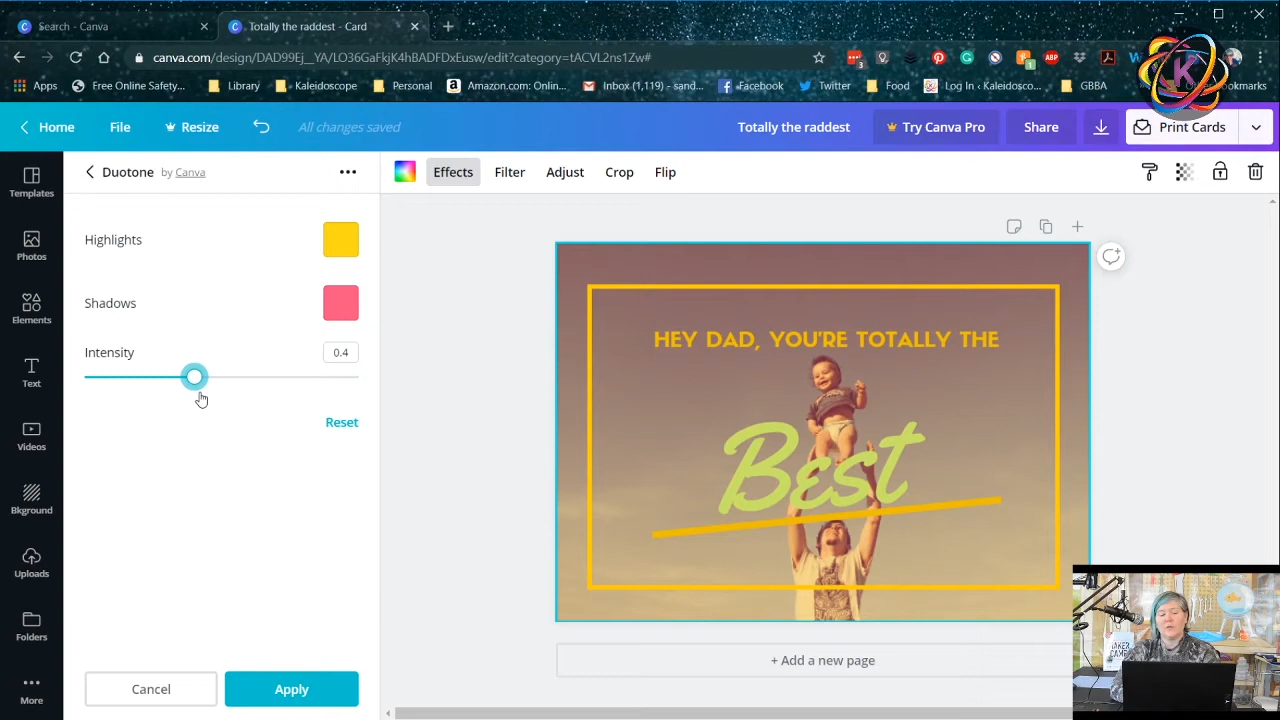 Search - Canva
Totally the raddest - Card
canva.com/design/DAD99Ej__YA/LO36GaFkjK4hBADFDxEusw/edit?category=tACVL2ns1Zw#
Apps
Free Online Safety...
Library
Kaleidoscope
Personal
Amazon.com: Onlin...
Inbox (1,119) - sand...
Facebook
Twitter
Food
Log In ‹ Kaleidosco...
GBBA
K
Home
File
Resize
All changes saved
Totally the raddest
Try Canva Pro
Share
Print Cards
Templates
Photos
Elements
Text
Videos
Bkground
Uploads
Folders
More
Duotone by Canva
Effects
Filter
Adjust
Crop
Flip
Highlights
Shadows
Intensity
0.4
Reset
Cancel
Apply
HEY DAD, YOU'RE TOTALLY THE
Best
+ Add a new page